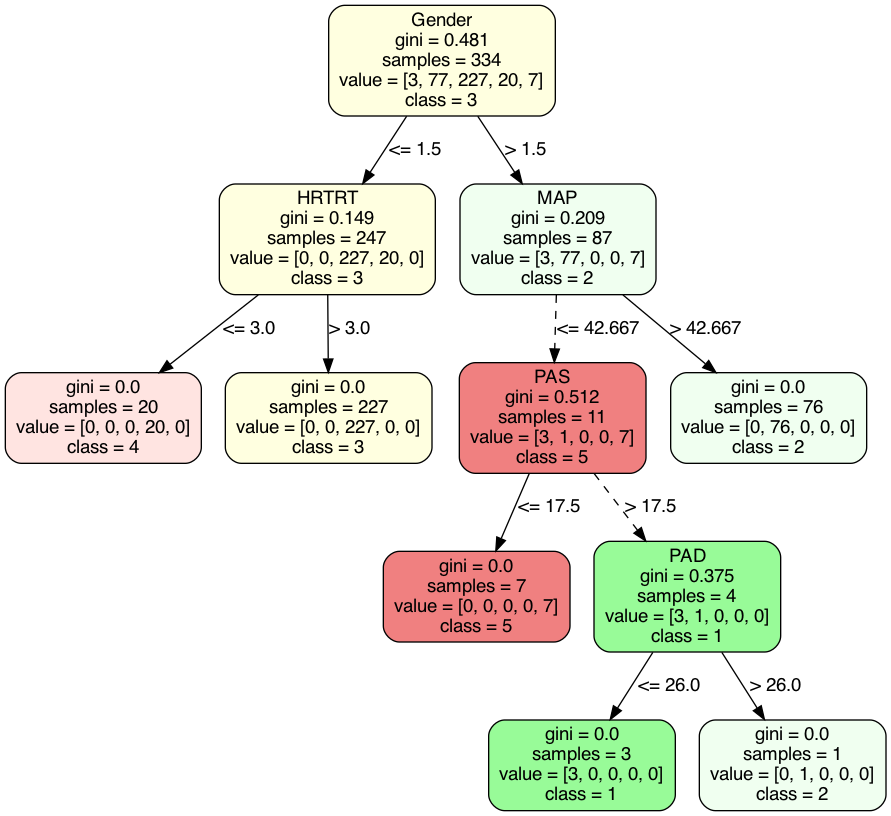 Gender
gini = 0.481
samples = 334
value = [3, 77, 227, 20, 7]
class = 3
<= 1.5
> 1.5
HRTRT
gini = 0.149
samples = 247
value = [0, 0, 227, 20, 0]
class = 3
MAP
gini = 0.209
samples = 87
value = [3, 77, 0, 0, 7]
class = 2
<= 3.0
> 3.0
<= 42.667
> 42.667
gini = 0.0
samples = 20
value = [0, 0, 0, 20, 0]
class = 4
gini = 0.0
samples = 227
value = [0, 0, 227, 0, 0]
class = 3
PAS
gini = 0.512
samples = 11
value = [3, 1, 0, 0, 7]
class = 5
gini = 0.0
samples = 76
value = [0, 76, 0, 0, 0]
class = 2
<= 17.5
> 17.5
gini = 0.0
samples = 7
value = [0, 0, 0, 0, 7]
class = 5
PAD
gini = 0.375
samples = 4
value = [3, 1, 0, 0, 0]
class = 1
<= 26.0
> 26.0
gini = 0.0
samples = 3
value = [3, 0, 0, 0, 0]
class = 1
gini = 0.0
samples = 1
value = [0, 1, 0, 0, 0]
class = 2